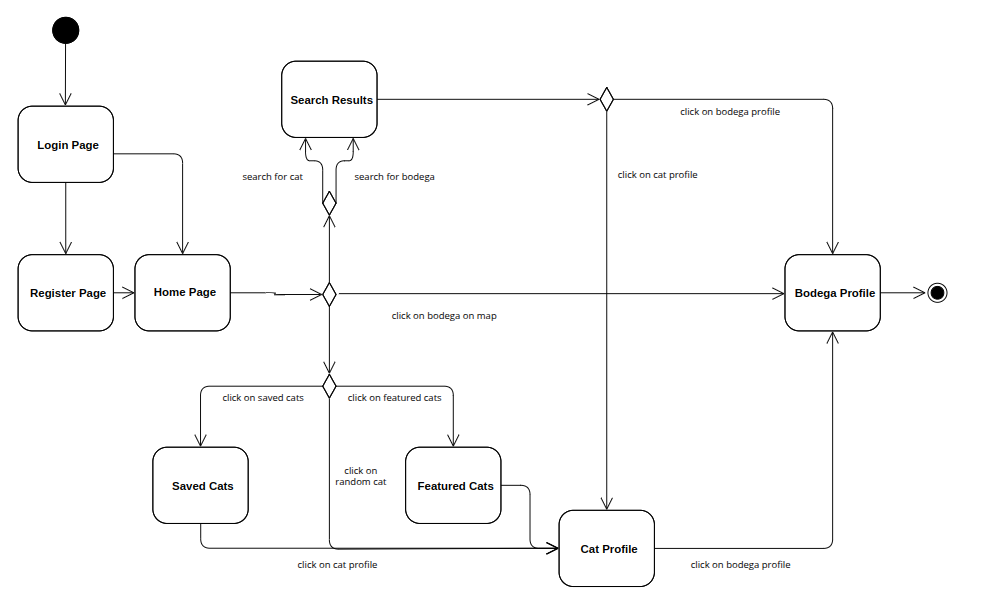 Search Results
click on bodega profile
Login Page
search for cat
search for bodega
click on cat profile
Register Page
Home Page
Bodega Profile
click on bodega on map
click on saved cats
click on featured cats
click on
random cat
Saved Cats
Featured Cats
Cat Profile
click on cat profile
click on bodega profile